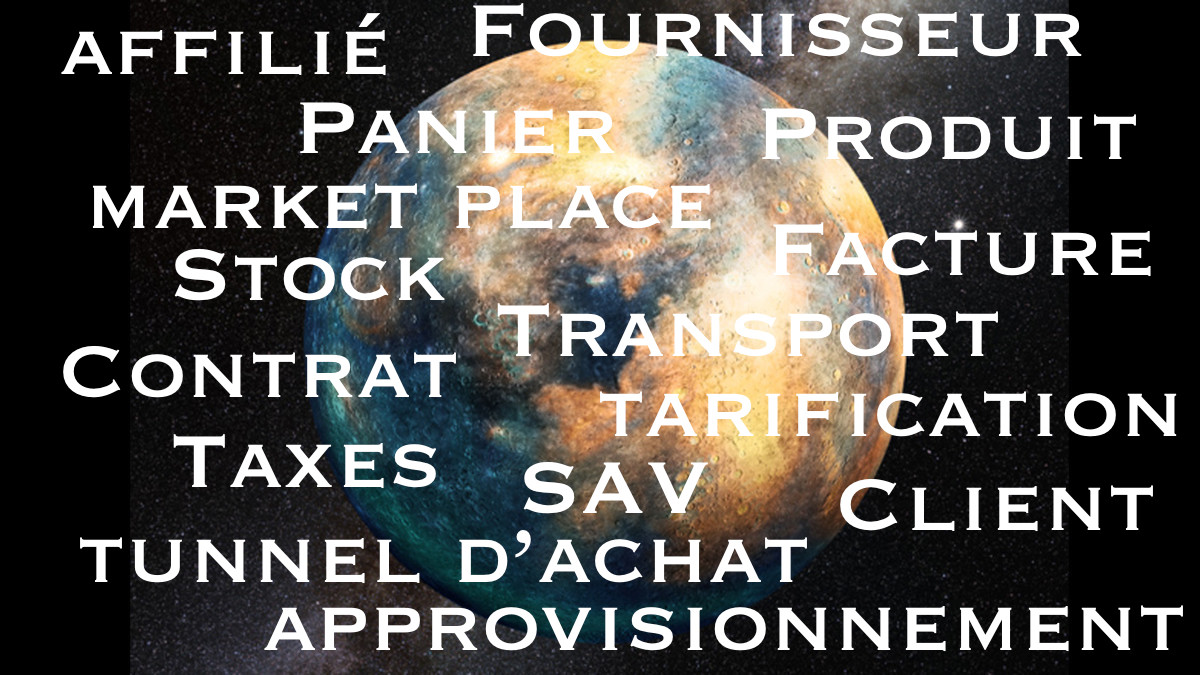 AFFILIÉ
FOURNISSEUR
PANIER
PRODUIT
MARKET PLACE
FACTURE
STOCK
TRANSPORT
CONTRAT
TARIFICATION
TAXES
SAV
CLIENT
TUNNEL D’ACHAT
APPROVISIONNEMENT